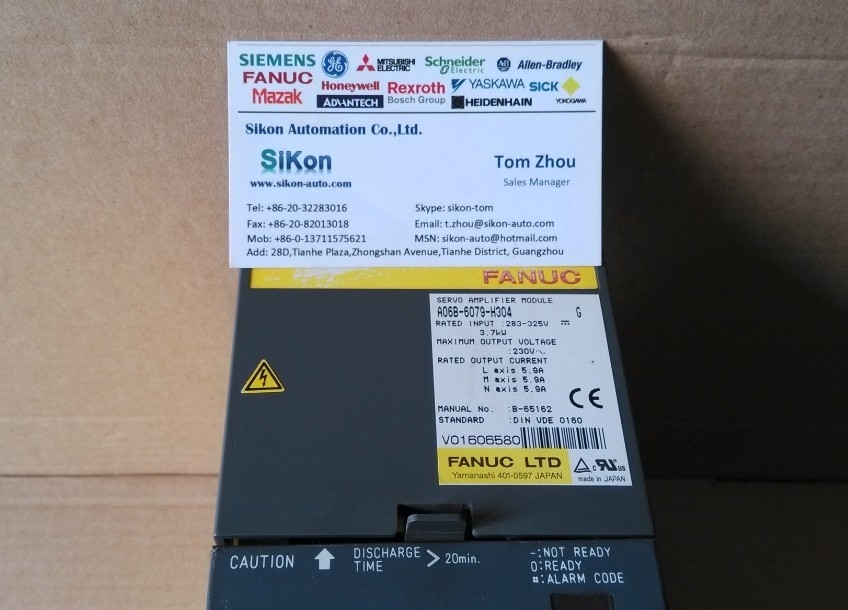 SIEMENS GE MITSUBISHI ELECTRIC Schneider Electric AB Allen-Bradley
FANUC Honeywell Rexroth Bosch Group YASKAWA SICK
Mazak ADVANTECH HEIDENHAIN YOKOGAWA
Sikon Automation Co.,Ltd.
SiKon
Tom Zhou
www.sikon-auto.com
Sales Manager
Tel: +86-20-32283016
Skype: sikon-tom
Fax: +86-20-82013018
Email: t.zhou@sikon-auto.com
Mob: +86-0-13711575621
MSN: sikon-auto@hotmail.com
Add: 28D,Tianhe Plaza,Zhongshan Avenue,Tianhe District, Guangzhou
FANUC
SERVO AMPLIFIER MODULE
A06B-6079-H304 G
RATED INPUT :283-325V ⎓
3.7kW
MAXIMUM OUTPUT VOLTAGE
:230V~
RATED OUTPUT CURRENT
L axis 5.9A
M axis 5.9A
N axis 5.9A
CE
MANUAL No. :B-65162
STANDARD :DIN VDE 0160
V01606580
FANUC LTD
Yamanashi 401-0597 JAPAN
c RU us
made in JAPAN
CAUTION
DISCHARGE TIME > 20min.
-:NOT READY
0:READY
#:ALARM CODE